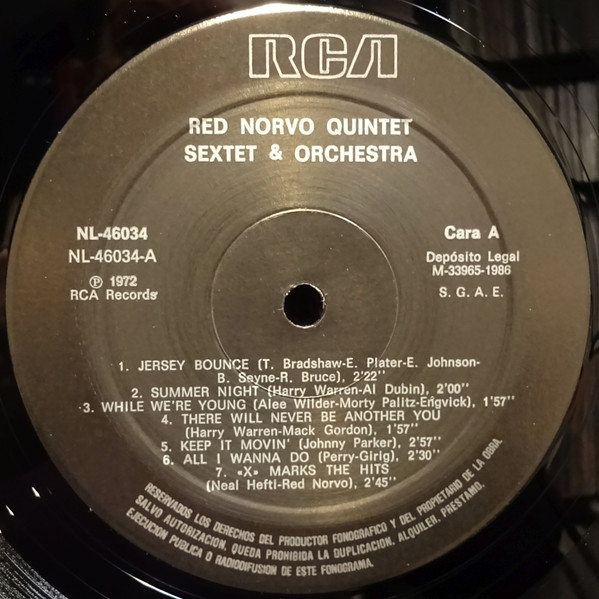 RCA
RED NORVO QUINTET
SEXTET & ORCHESTRA
NL-46034
NL-46034-A
Ⓟ 1972
RCA Records
Cara A
Depósito Legal
M-33965-1986
S. G. A. E.
1. JERSEY BOUNCE (T. Bradshaw-E. Plater-E. Johnson-
B. Seyne-R. Bruce), 2'22''
2. SUMMER NIGHT (Harry Warren-Al Dubin), 2'00''
3. WHILE WE'RE YOUNG (Alee Wilder-Morty Palitz-Engvick), 1'57''
4. THERE WILL NEVER BE ANOTHER YOU
(Harry Warren-Mack Gordon), 1'57''
5. KEEP IT MOVIN' (Johnny Parker), 2'57''
6. ALL I WANNA DO (Perry-Girig), 2'30''
7. «X» MARKS THE HITS
(Neal Hefti-Red Norvo), 2'45''
RESERVADOS LOS DERECHOS DEL PRODUCTOR FONOGRAFICO Y DEL PROPIETARIO DE LA OBRA.
SALVO AUTORIZACION, QUEDA PROHIBIDA LA DUPLICACION, ALQUILER, PRESTAMO,
EJECUCION PUBLICA O RADIODIFUSION DE ESTE FONOGRAMA.